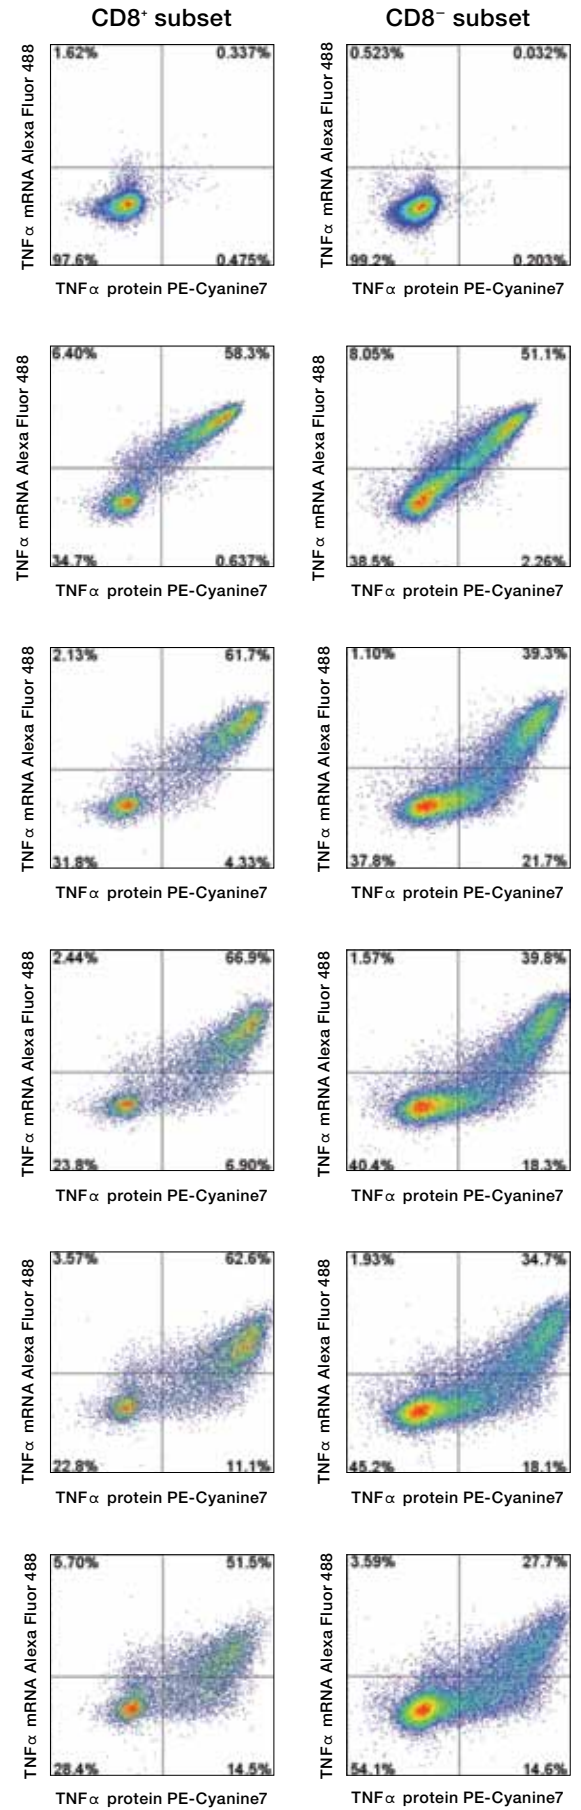 CD8⁺ subset CD8⁻ subset
1.62% 0.337% 0.523% 0.032%
TNFα mRNA Alexa Fluor 488 TNFα mRNA Alexa Fluor 488
97.6% 0.475% 99.2% 0.203%
TNFα protein PE-Cyanine7 TNFα protein PE-Cyanine7
6.40% 58.3% 8.05% 51.1%
TNFα mRNA Alexa Fluor 488 TNFα mRNA Alexa Fluor 488
34.7% 0.637% 38.5% 2.26%
TNFα protein PE-Cyanine7 TNFα protein PE-Cyanine7
2.13% 61.7% 1.10% 39.3%
TNFα mRNA Alexa Fluor 488 TNFα mRNA Alexa Fluor 488
31.8% 4.33% 37.8% 21.7%
TNFα protein PE-Cyanine7 TNFα protein PE-Cyanine7
2.44% 66.9% 1.57% 39.8%
TNFα mRNA Alexa Fluor 488 TNFα mRNA Alexa Fluor 488
23.8% 6.90% 40.4% 18.3%
TNFα protein PE-Cyanine7 TNFα protein PE-Cyanine7
3.57% 62.6% 1.93% 34.7%
TNFα mRNA Alexa Fluor 488 TNFα mRNA Alexa Fluor 488
22.8% 11.1% 45.2% 18.1%
TNFα protein PE-Cyanine7 TNFα protein PE-Cyanine7
5.70% 51.5% 3.59% 27.7%
TNFα mRNA Alexa Fluor 488 TNFα mRNA Alexa Fluor 488
28.4% 14.5% 54.1% 14.6%
TNFα protein PE-Cyanine7 TNFα protein PE-Cyanine7